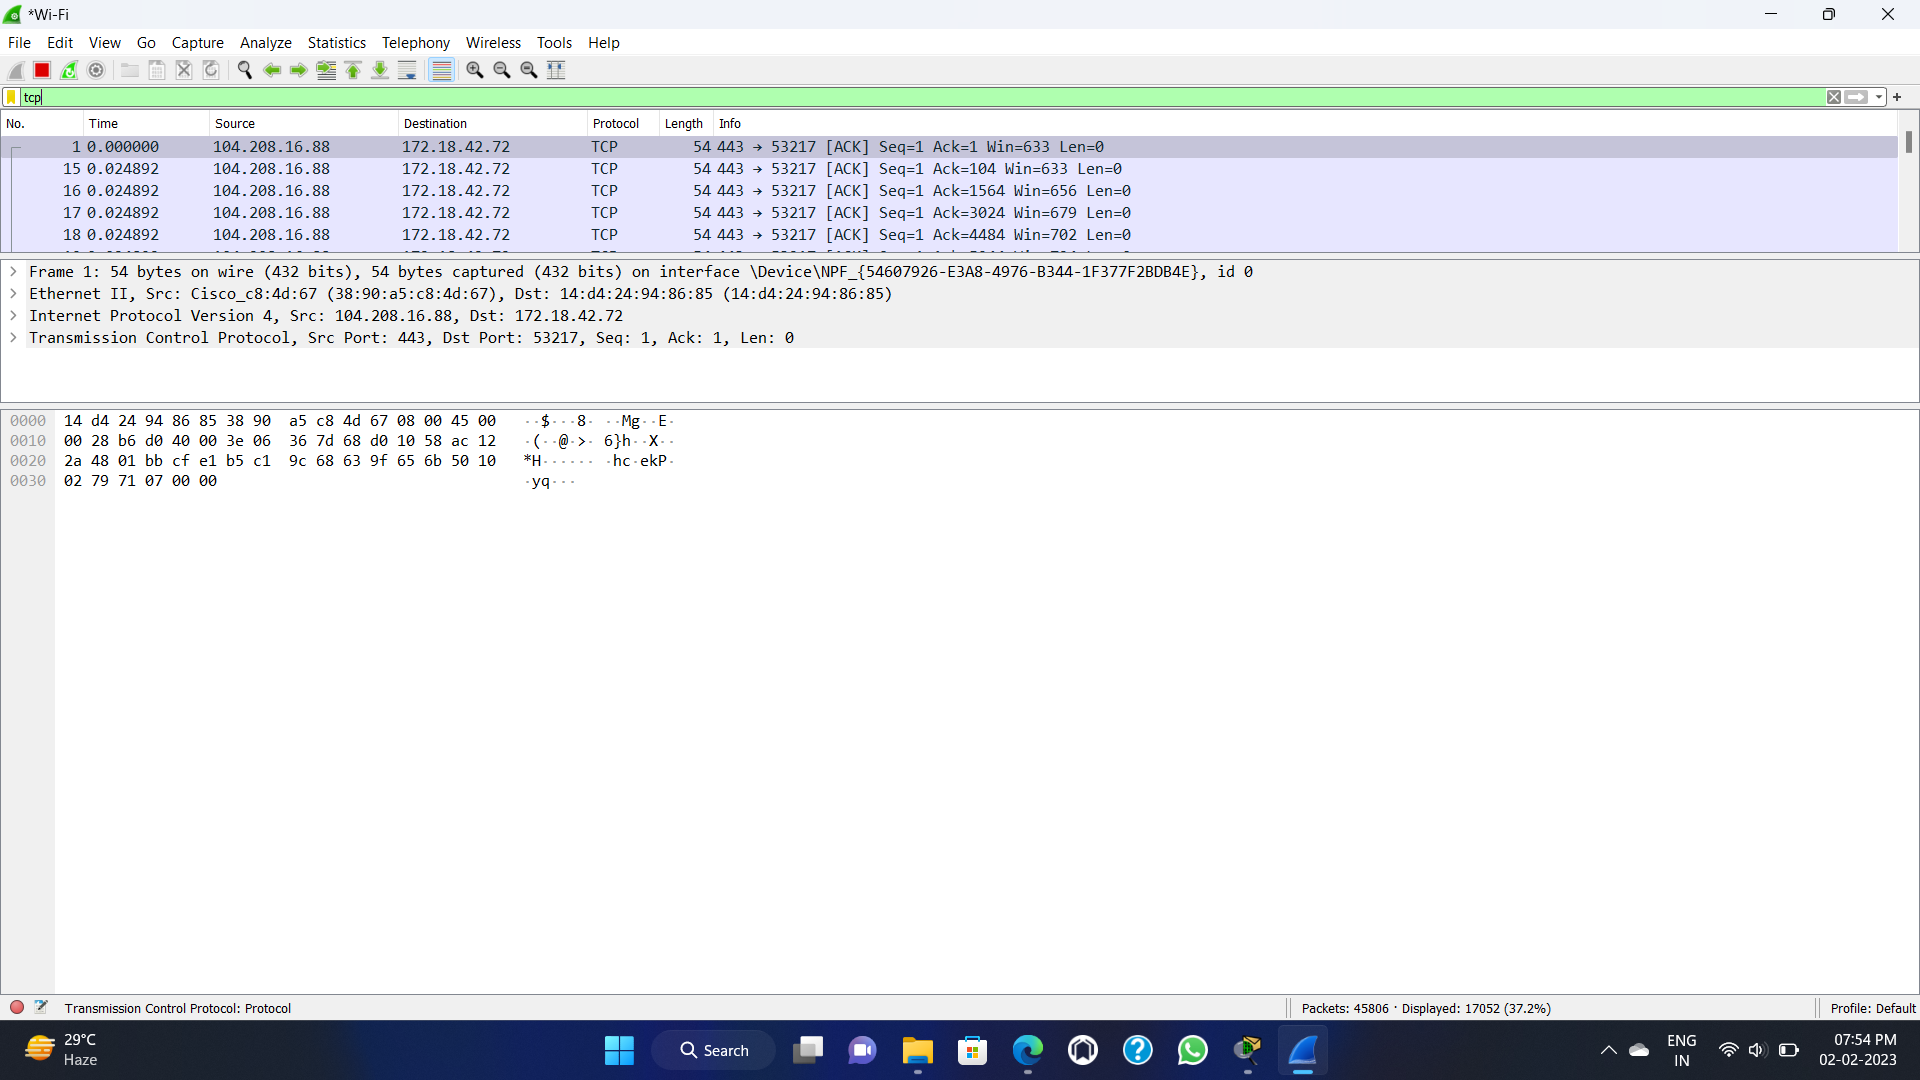 *Wi-Fi
File Edit View Go Capture Analyze Statistics Telephony Wireless Tools Help
tcp
No. Time Source Destination Protocol Length Info
1 0.000000 104.208.16.88 172.18.42.72 TCP 54 443 → 53217 [ACK] Seq=1 Ack=1 Win=633 Len=0
15 0.024892 104.208.16.88 172.18.42.72 TCP 54 443 → 53217 [ACK] Seq=1 Ack=104 Win=633 Len=0
16 0.024892 104.208.16.88 172.18.42.72 TCP 54 443 → 53217 [ACK] Seq=1 Ack=1564 Win=656 Len=0
17 0.024892 104.208.16.88 172.18.42.72 TCP 54 443 → 53217 [ACK] Seq=1 Ack=3024 Win=679 Len=0
18 0.024892 104.208.16.88 172.18.42.72 TCP 54 443 → 53217 [ACK] Seq=1 Ack=4484 Win=702 Len=0
Frame 1: 54 bytes on wire (432 bits), 54 bytes captured (432 bits) on interface \Device\NPF_{54607926-E3A8-4976-B344-1F377F2BDB4E}, id 0
Ethernet II, Src: Cisco_c8:4d:67 (38:90:a5:c8:4d:67), Dst: 14:d4:24:94:86:85 (14:d4:24:94:86:85)
Internet Protocol Version 4, Src: 104.208.16.88, Dst: 172.18.42.72
Transmission Control Protocol, Src Port: 443, Dst Port: 53217, Seq: 1, Ack: 1, Len: 0
0000 14 d4 24 94 86 85 38 90 a5 c8 4d 67 08 00 45 00 ··$···8· ··Mg··E·
0010 00 28 b6 d0 40 00 3e 06 36 7d 68 d0 10 58 ac 12 ·(··@·>· 6}h··X··
0020 2a 48 01 bb cf e1 b5 c1 9c 68 63 9f 65 6b 50 10 *H······ ·hc·ekP·
0030 02 79 71 07 00 00 ·yq···
Transmission Control Protocol: Protocol Packets: 45806 · Displayed: 17052 (37.2%) Profile: Default
29°C
Haze
Search
ENG
IN
07:54 PM
02-02-2023